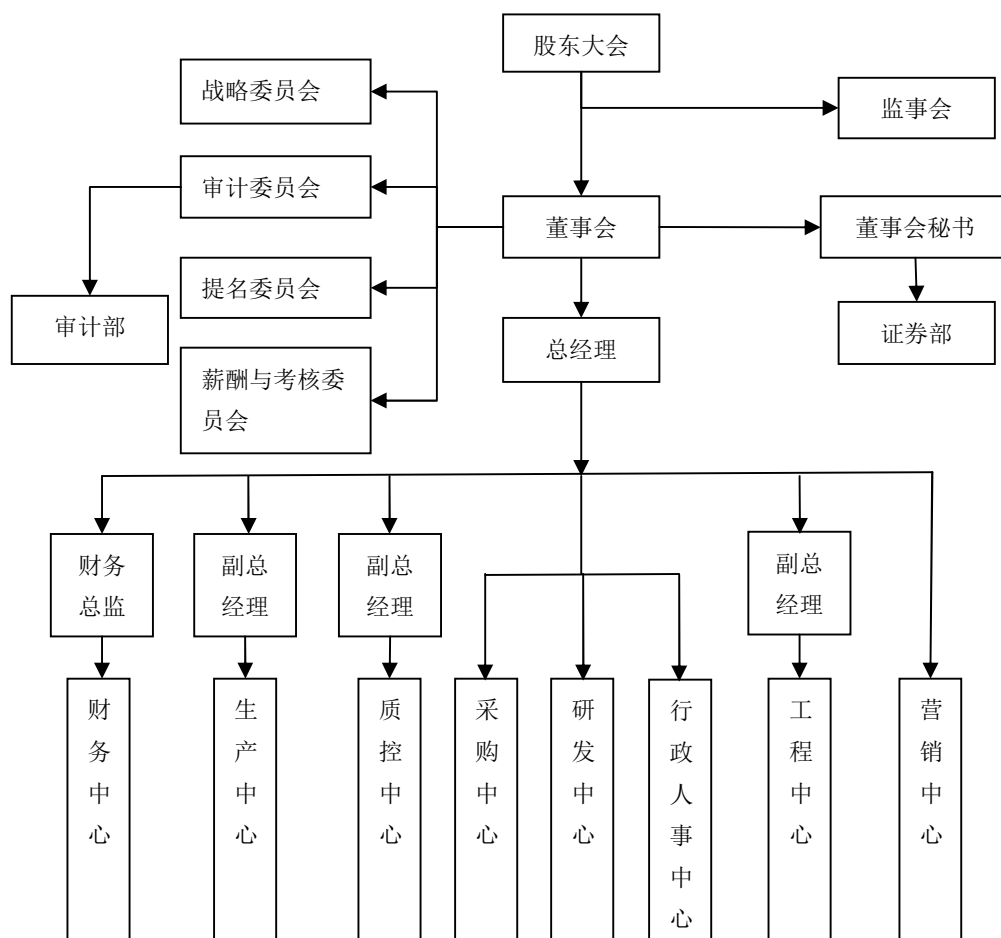 股东大会
战略委员会
监事会
审计委员会
董事会
董事会秘书
提名委员会
审计部
总经理
证券部
薪酬与考核委
员会
财务
总监
副总
经理
副总
经理
副总
经理
财务中心
生产中心
质控中心
采购中心
研发中心
行政人事中心
工程中心
营销中心